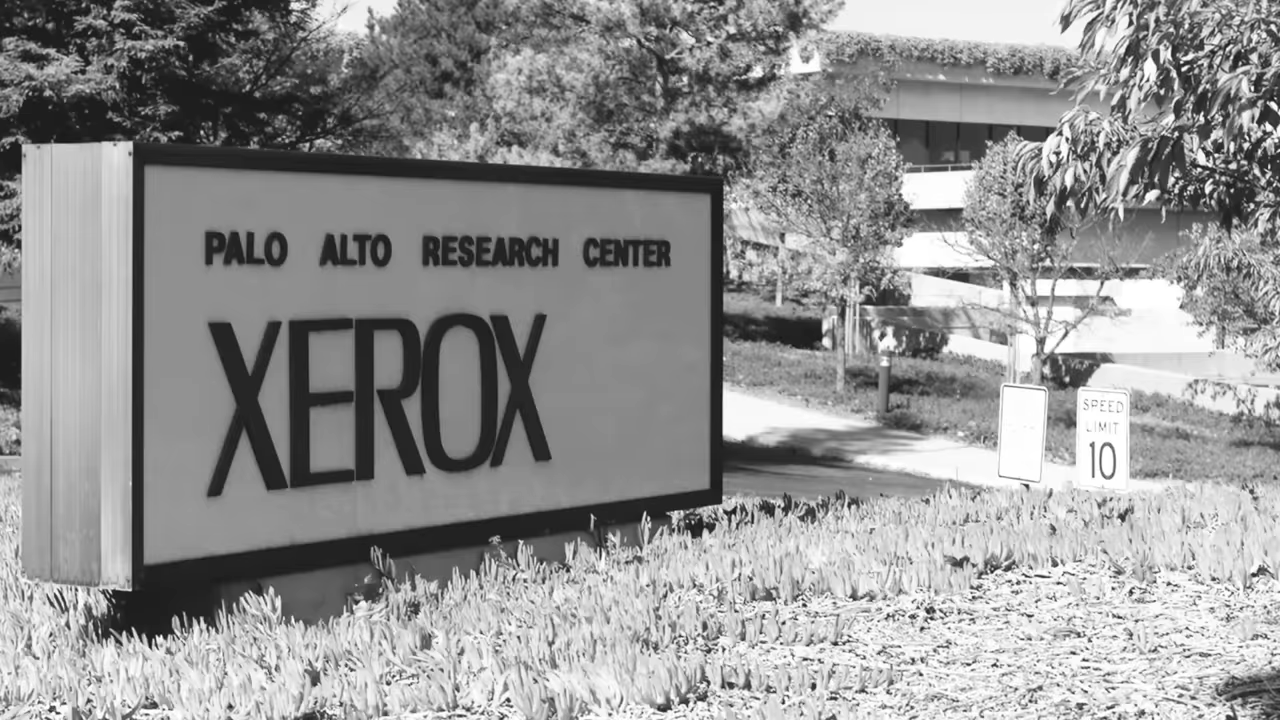 PALO ALTO RESEARCH CENTER
XEROX
SPEED
LIMIT
10